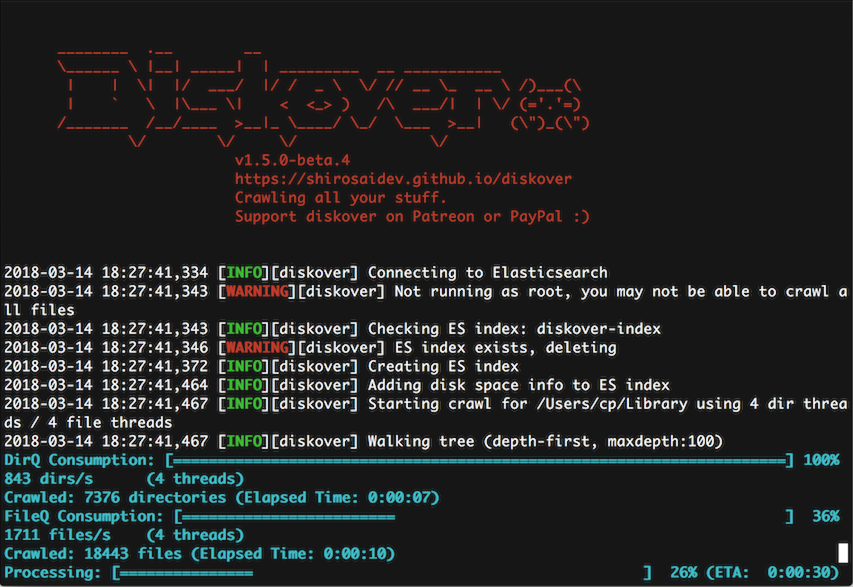 Diskover
v1.5.0-beta.4
https://shirosaidev.github.io/diskover
Crawling all your stuff.
Support diskover on Patreon or PayPal :)
2018-03-14 18:27:41,334 [INFO][diskover] Connecting to Elasticsearch
2018-03-14 18:27:41,343 [WARNING][diskover] Not running as root, you may not be able to crawl a
ll files
2018-03-14 18:27:41,343 [INFO][diskover] Checking ES index: diskover-index
2018-03-14 18:27:41,346 [WARNING][diskover] ES index exists, deleting
2018-03-14 18:27:41,372 [INFO][diskover] Creating ES index
2018-03-14 18:27:41,464 [INFO][diskover] Adding disk space info to ES index
2018-03-14 18:27:41,467 [INFO][diskover] Starting crawl for /Users/cp/Library using 4 dir threa
ds / 4 file threads
2018-03-14 18:27:41,467 [INFO][diskover] Walking tree (depth-first, maxdepth:100)
DirQ Consumption: [=====================================================================] 100%
843 dirs/s      (4 threads)
Crawled: 7376 directories (Elapsed Time: 0:00:07)
FileQ Consumption: [========================                                            ]  36%
1711 files/s    (4 threads)
Crawled: 18443 files (Elapsed Time: 0:00:10)
Processing: [===============                                            ]  26% (ETA:  0:00:30)